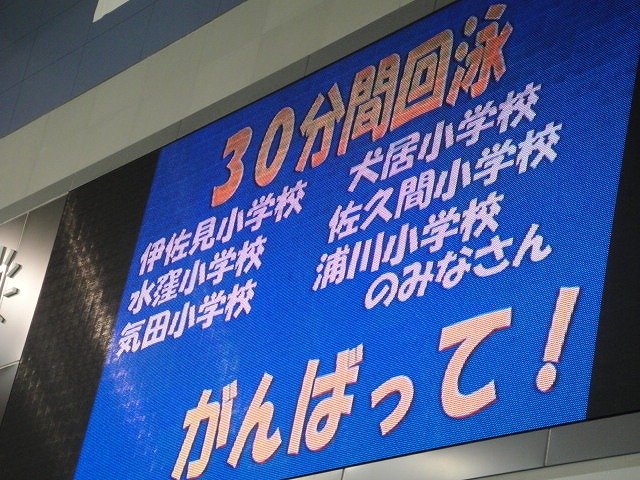 30分間回泳
伊佐見小学校 犬居小学校
水窪小学校 佐久間小学校
気田小学校 浦川小学校
のみなさん
がんばって!